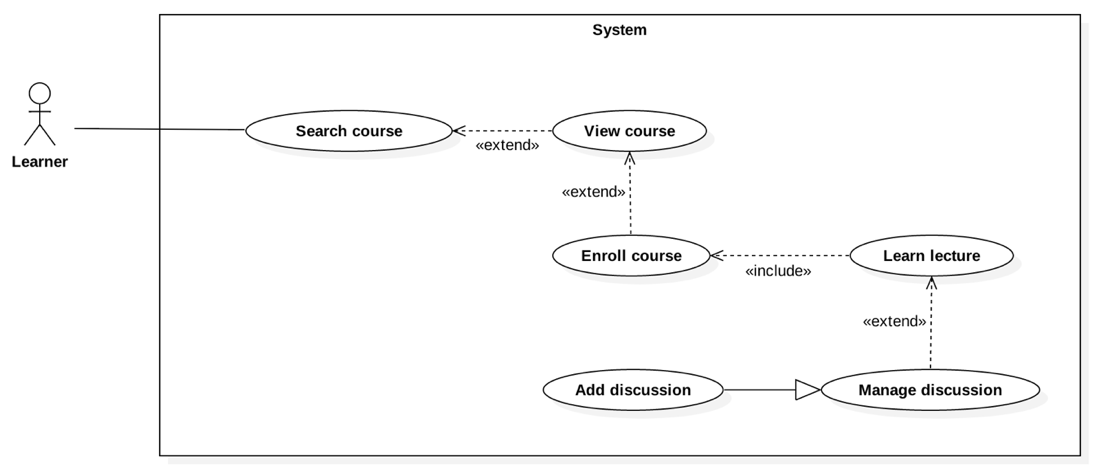 System
Search course
View course
«extend»
Learner
«extend»
Enroll course
Learn lecture
«include»
«extend»
Add discussion
Manage discussion